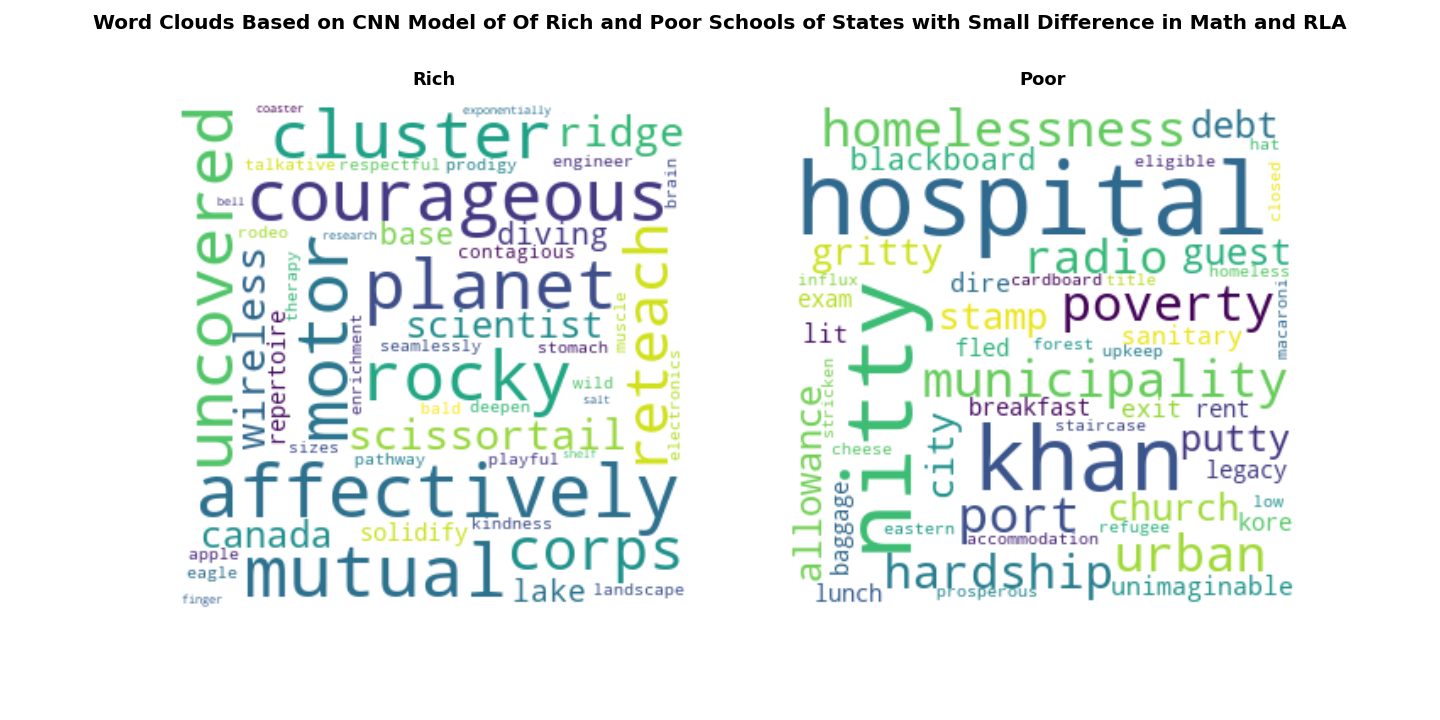 Word Clouds Based on CNN Model of Of Rich and Poor Schools of States with Small Difference in Math and RLA
Rich
coaster
exponentially
uncovered
cluster
ridge
talkative
respectful
prodigy
engineer
brain
bell
courageous
rodeo
research
base
diving
contagious
wireless
therapy
motor
planet
reteach
muscle
repertoire
enrichment
scientist
seamlessly
stomach
rocky
wild
salt
electronics
bald
deepen
scissortail
sizes
pathway
playful
shelf
affectively
canada
solidify
kindness
corps
apple
eagle
mutual
lake
landscape
finger
Poor
homelessness
debt
hat
blackboard
eligible
closed
hospital
gritty
radio
guest
homeless
influx
dire
cardboard
title
macaroni
exam
nitty
stamp
poverty
lit
sanitary
fled
forest
upkeep
stricken
municipality
allowance
breakfast
exit
rent
staircase
city
khan
putty
cheese
legacy
baggage
port
church
low
eastern
refugee
kore
accommodation
urban
hardship
unimaginable
lunch
prosperous